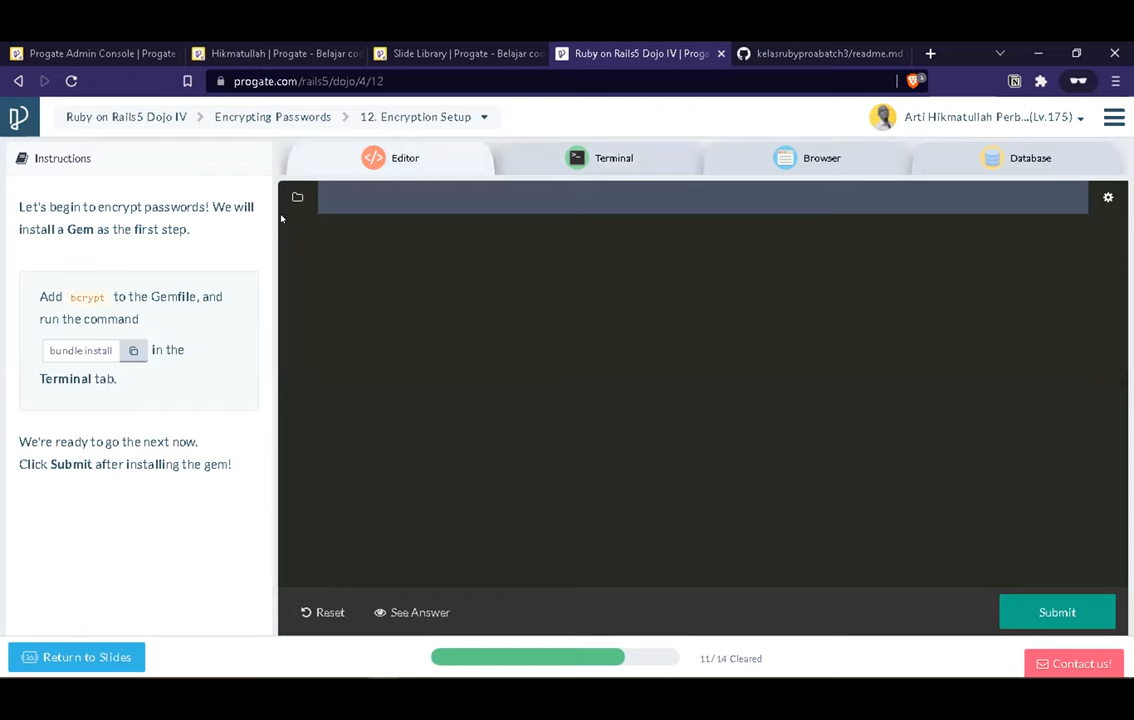 Progate Admin Console | Progate
Hikmatullah | Progate - Belajar co
Slide Library | Progate - Belajar co
Ruby on Rails5 Dojo IV | Proga
kelasrubyproabatch3/readme.md
progate.com/rails5/dojo/4/12
1
Ruby on Rails5 Dojo IV
Encrypting Passwords
12. Encryption Setup
Arti Hikmatullah Perb...(Lv.175)
Instructions
Editor
Terminal
Browser
Database
Let's begin to encrypt passwords! We will
install a Gem as the first step.
Add bcrypt to the Gemfile, and
run the command
bundle install in the
Terminal tab.
We're ready to go the next now.
Click Submit after installing the gem!
Reset
See Answer
Submit
Return to Slides
11/14 Cleared
Contact us!